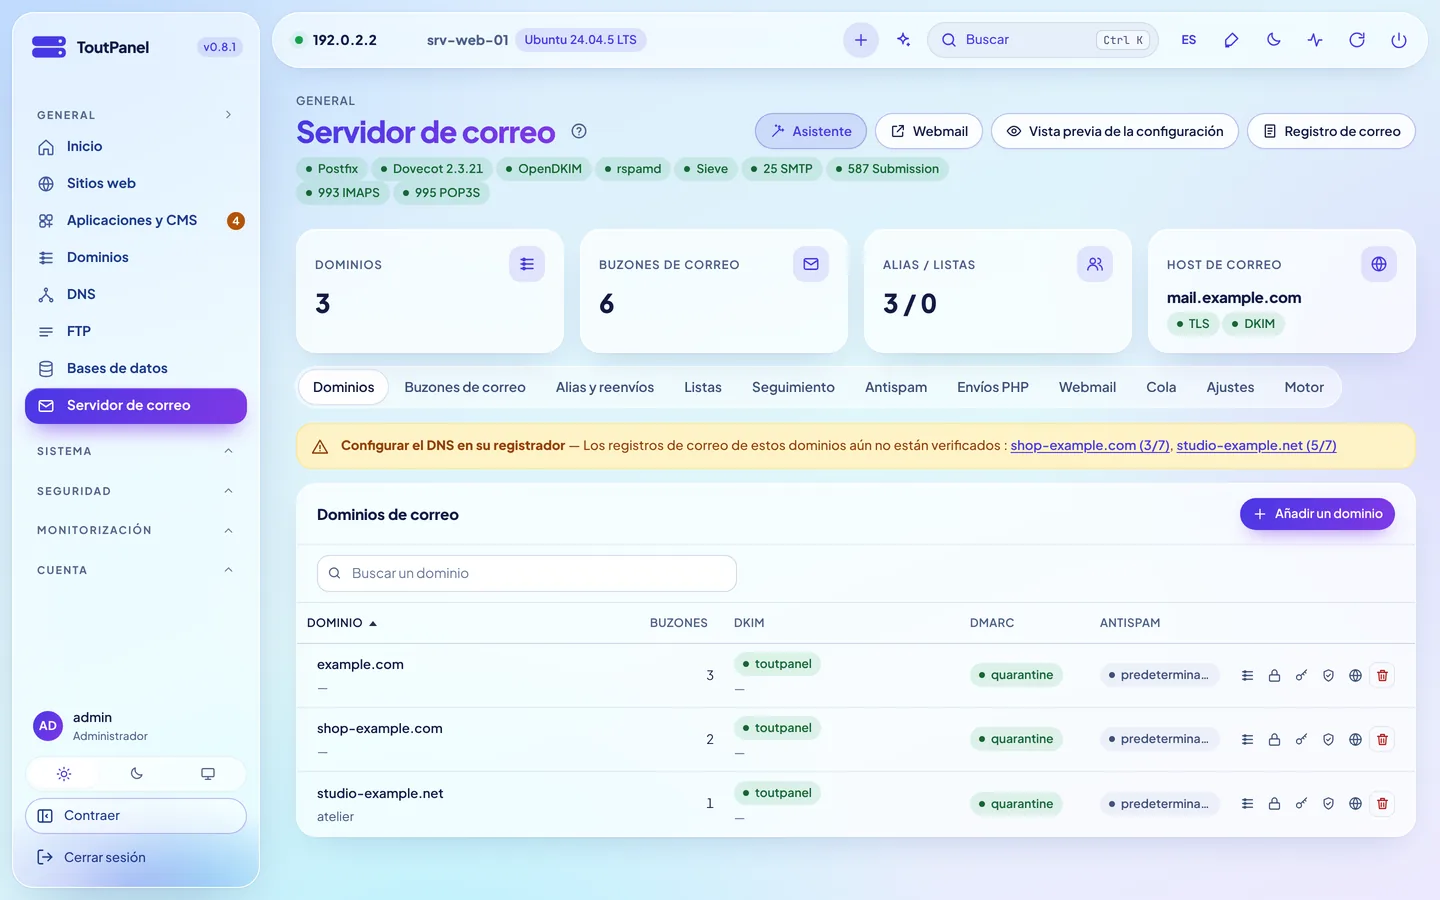 ToutPanel
v0.8.1
GENERAL
Inicio
Sitios web
Aplicaciones y CMS
4
Dominios
DNS
FTP
Bases de datos
Servidor de correo
SISTEMA
SEGURIDAD
MONITORIZACIÓN
CUENTA
AD
admin
Administrador
Contraer
Cerrar sesión
192.0.2.2
srv-web-01
Ubuntu 24.04.5 LTS
Buscar
Ctrl K
ES
GENERAL
Servidor de correo
Asistente
Webmail
Vista previa de la configuración
Registro de correo
Postfix
Dovecot 2.3.21
OpenDKIM
rspamd
Sieve
25 SMTP
587 Submission
993 IMAPS
995 POP3S
DOMINIOS
3
BUZONES DE CORREO
6
ALIAS / LISTAS
3 / 0
HOST DE CORREO
mail.example.com
TLS
DKIM
Dominios
Buzones de correo
Alias y reenvíos
Listas
Seguimiento
Antispam
Envíos PHP
Webmail
Cola
Ajustes
Motor
Configurar el DNS en su registrador — Los registros de correo de estos dominios aún no están verificados : shop-example.com (3/7), studio-example.net (5/7)
Dominios de correo
Añadir un dominio
Buscar un dominio
DOMINIO
BUZONES
DKIM
DMARC
ANTISPAM
example.com
—
3
toutpanel
—
quarantine
predetermina...
shop-example.com
—
2
toutpanel
—
quarantine
predetermina...
studio-example.net
atelier
1
toutpanel
—
quarantine
predetermina...